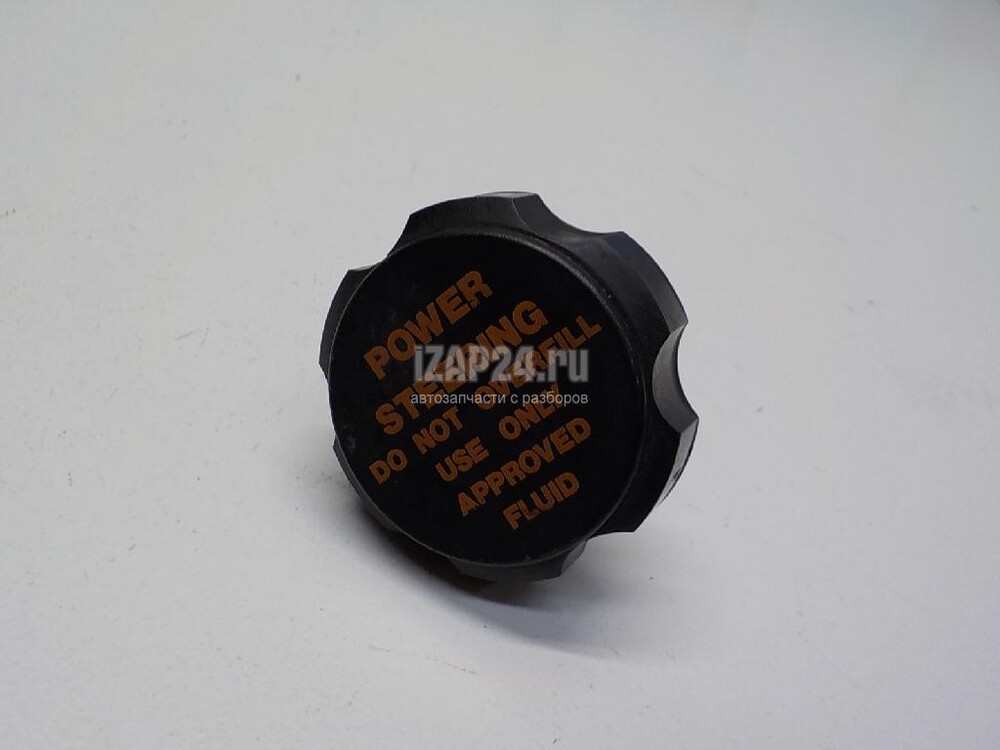 POWER
STEERING
DO NOT OVERFILL
USE ONLY
APPROVED
FLUID
iZAP24.ru
автозапчасти с разборов